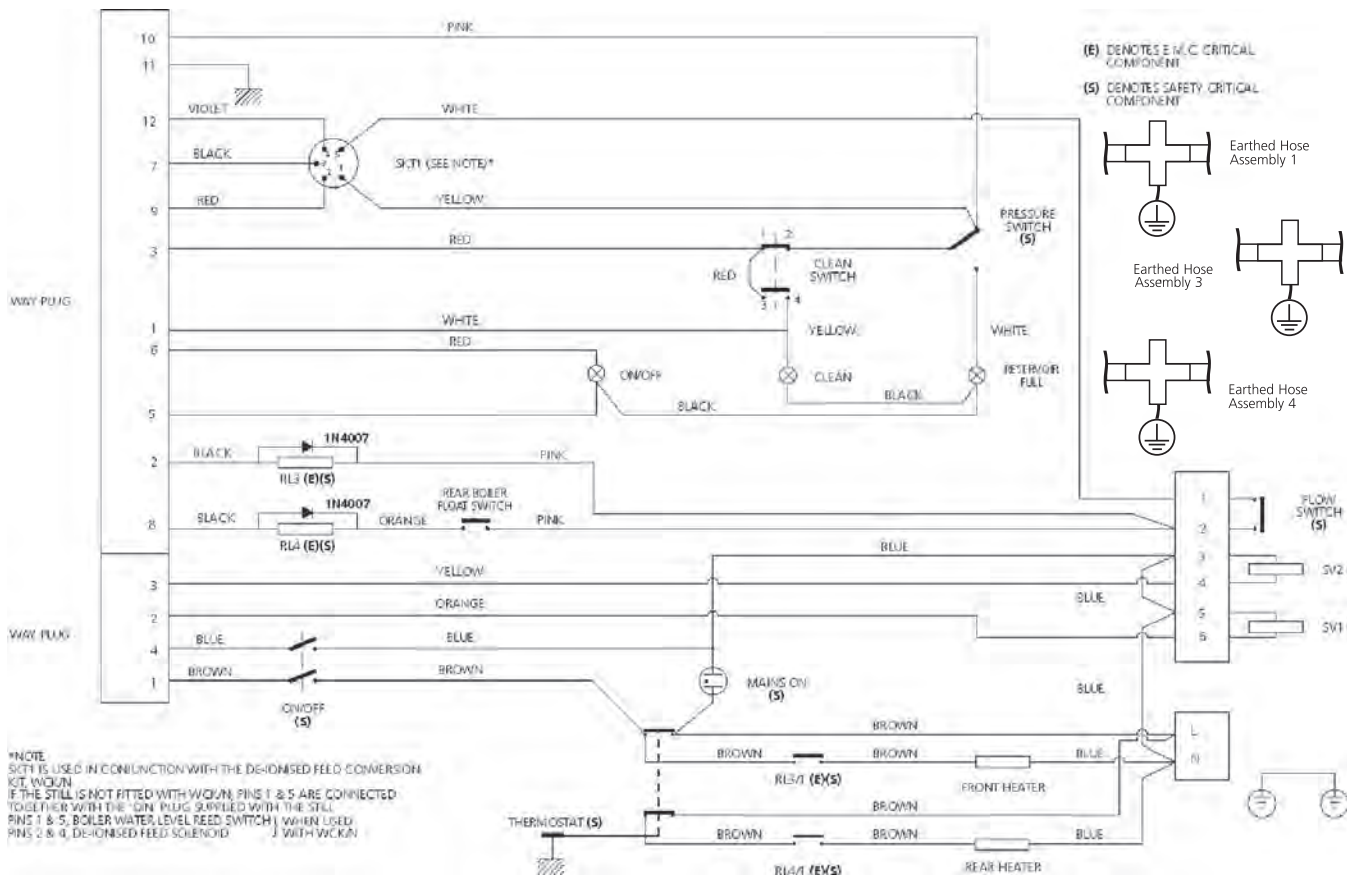 10
PINK
11
VIOLET
12
WHITE
BLACK
7
SKT1 (SEE NOTE)*
RED
9
YELLOW
3
RED
1
2
PRESSURE
SWITCH
(S)
CLEAN
SWITCH
RED
3
4
WAY PLUG
1
WHITE
YELLOW
WHITE
6
RED
ON/OFF
CLEAN
RESERVOIR
FULL
5
BLACK
BLACK
2
BLACK
1N4007
RL3 (E)(S)
PINK
8
BLACK
1N4007
RL4 (E)(S)
ORANGE
REAR BOILER
FLOAT SWITCH
PINK
(E) DENOTES E.M.C. CRITICAL
COMPONENT
(S) DENOTES SAFETY CRITICAL
COMPONENT
Earthed Hose
Assembly 1
Earthed Hose
Assembly 3
Earthed Hose
Assembly 4
1
2
3
4
5
6
FLOW
SWITCH
(S)
SV2
SV1
BLUE
3
YELLOW
BLUE
2
ORANGE
WAY PLUG
4
BLUE
BLUE
1
BROWN
BROWN
ON/OFF
(S)
MAINS ON
(S)
BLUE
BROWN
L
N
BROWN
RL3/1 (E)(S)
BROWN
FRONT HEATER
BLUE
BROWN
THERMOSTAT (S)
BROWN
RL4/1 (E)(S)
BROWN
REAR HEATER
BLUE
*NOTE
SKT1 IS USED IN CONJUNCTION WITH THE DE-IONISED FEED CONVERSION
KIT, WCK/N
IF THE STILL IS NOT FITTED WITH WCK/N, PINS 1 & 5 ARE CONNECTED
TOGETHER WITH THE 'DIN' PLUG SUPPLIED WITH THE STILL
PINS 1 & 5, BOILER WATER LEVEL REED SWITCH } WHEN USED
PINS 2 & 4, DE-IONISED FEED SOLENOID } WITH WCK/N